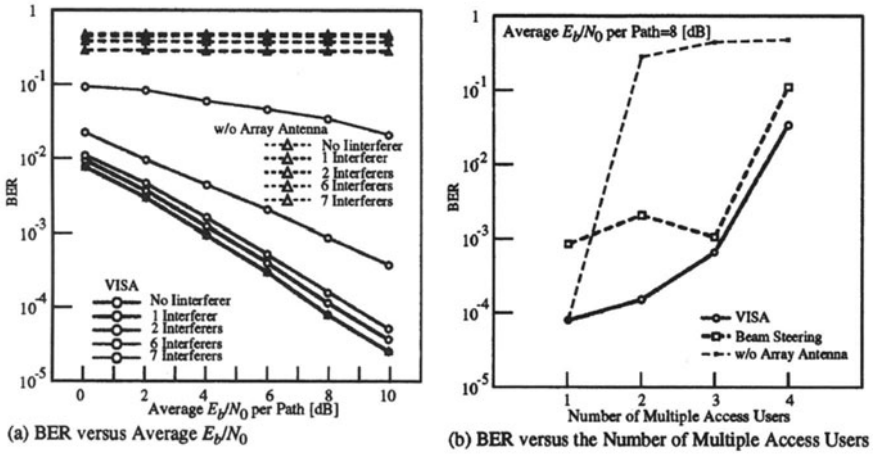 1
10-1
10-2
10-3
10-4
10-5
BER
w/o Array Antenna
No Iinterferer
1 Interferer
2 Interferers
6 Interferers
7 Interferers
VISA
No Iinterferer
1 Interferer
2 Interferers
6 Interferers
7 Interferers
0 2 4 6 8 10
Average Eb/N0 per Path [dB]
(a) BER versus Average Eb/N0
Average Eb/N0 per Path=8 [dB]
1
10-1
10-2
10-3
10-4
10-5
BER
VISA
Beam Steering
w/o Array Antenna
1 2 3 4
Number of Multiple Access Users
(b) BER versus the Number of Multiple Access Users